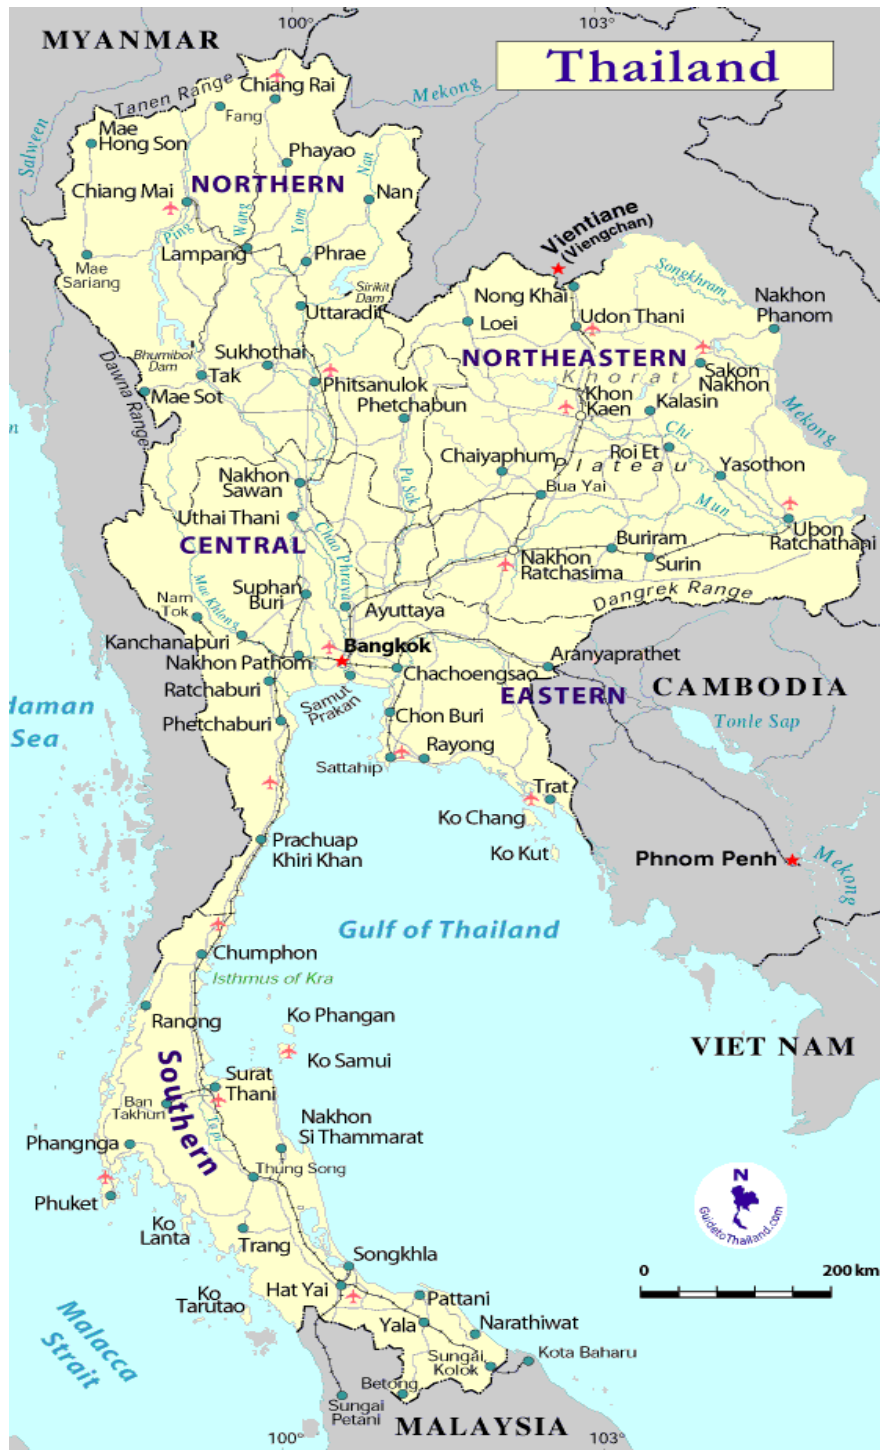 100°
103°
MYANMAR
Thailand
Tanen Range
Chiang Rai
Fang
Mekong
Salween
Mae
Hong Son
Phayao
Nan
Chiang Mai
NORTHERN
Nan
Ping
Wang
Yom
Lampang
Phrae
Mae
Sariang
Sirikit
Dam
Uttaradit
Vientiane
(Viengchan)
Songkhram
Nong Khai
Nakhon
Phanom
Loei
Udon Thani
Bhumibol
Dam
Sukhothai
NORTHEASTERN
Dawna Range
Tak
Phitsanulok
Khorat
Sakon
Nakhon
Mae Sot
Phetchabun
Khon
Kaen
Kalasin
Mekong
n
Chi
Chaiyaphum
Roi Et
Plateau
Yasothon
Nakhon
Sawan
Pa Sak
Bua Yai
Mun
Uthai Thani
Chao Phraya
Ubon
Ratchathani
CENTRAL
Buriram
Nakhon
Ratchasima
Surin
Nam
Tok
Mae Khlong
Suphan
Buri
Ayuttaya
Dangrek Range
Kanchanaburi
Bangkok
Nakhon Pathom
Aranyaprathet
Chachoengsao
Ratchaburi
Samut
Prakan
EASTERN
CAMBODIA
daman
Sea
Phetchaburi
Chon Buri
Tonle Sap
Rayong
Sattahip
Trat
Ko Chang
Prachuap
Khiri Khan
Ko Kut
Phnom Penh
Mekong
Gulf of Thailand
Chumphon
Isthmus of Kra
Ranong
Ko Phangan
VIET NAM
Ko Samui
Southern
Surat
Thani
Ban
Takhun
Tapi
Nakhon
Si Thammarat
Phangnga
Thung Song
N
Phuket
GuidetoThailand.com
Ko
Lanta
Trang
Songkhla
0
200 km
Ko
Tarutao
Hat Yai
Pattani
Malacca
Strait
Yala
Narathiwat
Sungai
Kolok
Kota Baharu
Betong
Sungai
Petani
MALAYSIA
100°
103°